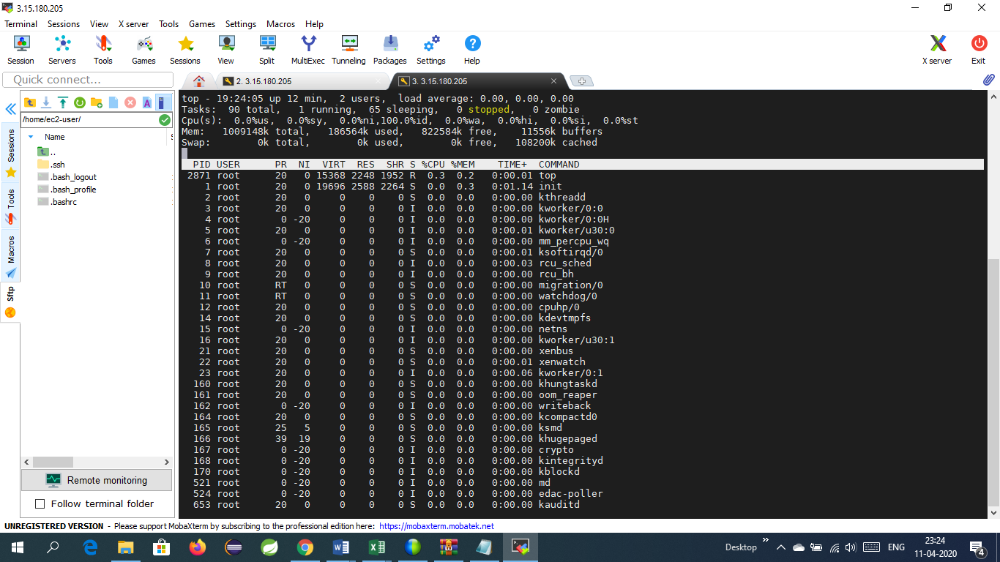 3.15.180.205
Terminal Sessions View X server Tools Games Settings Macros Help
Session Servers Tools Games Sessions View Split MultiExec Tunneling Packages Settings Help X server Exit
Quick connect...
2. 3.15.180.205
3. 3.15.180.205
/home/ec2-user/
Name
..
.ssh
.bash_logout
.bash_profile
.bashrc
Sessions
Tools
Macros
Sftp
Remote monitoring
Follow terminal folder
top - 19:24:05 up 12 min,  2 users,  load average: 0.00, 0.00, 0.00
Tasks:  90 total,   1 running,  65 sleeping,   0 stopped,   0 zombie
Cpu(s):  0.0%us,  0.0%sy,  0.0%ni,100.0%id,  0.0%wa,  0.0%hi,  0.0%si,  0.0%st
Mem:   1009148k total,   186564k used,   822584k free,    11556k buffers
Swap:        0k total,        0k used,        0k free,   108200k cached
PID USER      PR  NI  VIRT  RES  SHR S %CPU %MEM    TIME+  COMMAND
2871 root      20   0 15368 2248 1952 R  0.3  0.2   0:00.01 top
1 root      20   0 19696 2588 2264 S  0.0  0.3   0:01.14 init
2 root      20   0     0    0    0 S  0.0  0.0   0:00.00 kthreadd
3 root      20   0     0    0    0 I  0.0  0.0   0:00.00 kworker/0:0
4 root       0 -20     0    0    0 I  0.0  0.0   0:00.00 kworker/0:0H
5 root      20   0     0    0    0 I  0.0  0.0   0:00.01 kworker/u30:0
6 root       0 -20     0    0    0 I  0.0  0.0   0:00.00 mm_percpu_wq
7 root      20   0     0    0    0 S  0.0  0.0   0:00.01 ksoftirqd/0
8 root      20   0     0    0    0 I  0.0  0.0   0:00.03 rcu_sched
9 root      20   0     0    0    0 I  0.0  0.0   0:00.00 rcu_bh
10 root      RT   0     0    0    0 S  0.0  0.0   0:00.00 migration/0
11 root      RT   0     0    0    0 S  0.0  0.0   0:00.00 watchdog/0
12 root      20   0     0    0    0 S  0.0  0.0   0:00.00 cpuhp/0
14 root      20   0     0    0    0 S  0.0  0.0   0:00.00 kdevtmpfs
15 root       0 -20     0    0    0 I  0.0  0.0   0:00.00 netns
16 root      20   0     0    0    0 I  0.0  0.0   0:00.00 kworker/u30:1
21 root      20   0     0    0    0 S  0.0  0.0   0:00.00 xenbus
22 root      20   0     0    0    0 S  0.0  0.0   0:00.01 xenwatch
23 root      20   0     0    0    0 I  0.0  0.0   0:00.06 kworker/0:1
160 root      20   0     0    0    0 S  0.0  0.0   0:00.00 khungtaskd
161 root      20   0     0    0    0 S  0.0  0.0   0:00.00 oom_reaper
162 root       0 -20     0    0    0 I  0.0  0.0   0:00.00 writeback
164 root      20   0     0    0    0 S  0.0  0.0   0:00.00 kcompactd0
165 root      25   5     0    0    0 S  0.0  0.0   0:00.00 ksmd
166 root      39  19     0    0    0 S  0.0  0.0   0:00.00 khugepaged
167 root       0 -20     0    0    0 I  0.0  0.0   0:00.00 crypto
168 root       0 -20     0    0    0 I  0.0  0.0   0:00.00 kintegrityd
170 root       0 -20     0    0    0 I  0.0  0.0   0:00.00 kblockd
521 root       0 -20     0    0    0 I  0.0  0.0   0:00.00 md
524 root       0 -20     0    0    0 I  0.0  0.0   0:00.00 edac-poller
653 root      20   0     0    0    0 S  0.0  0.0   0:00.00 kauditd
UNREGISTERED VERSION - Please support MobaXterm by subscribing to the professional edition here: https://mobaxterm.mobatek.net
Desktop
ENG
23:24
11-04-2020
4